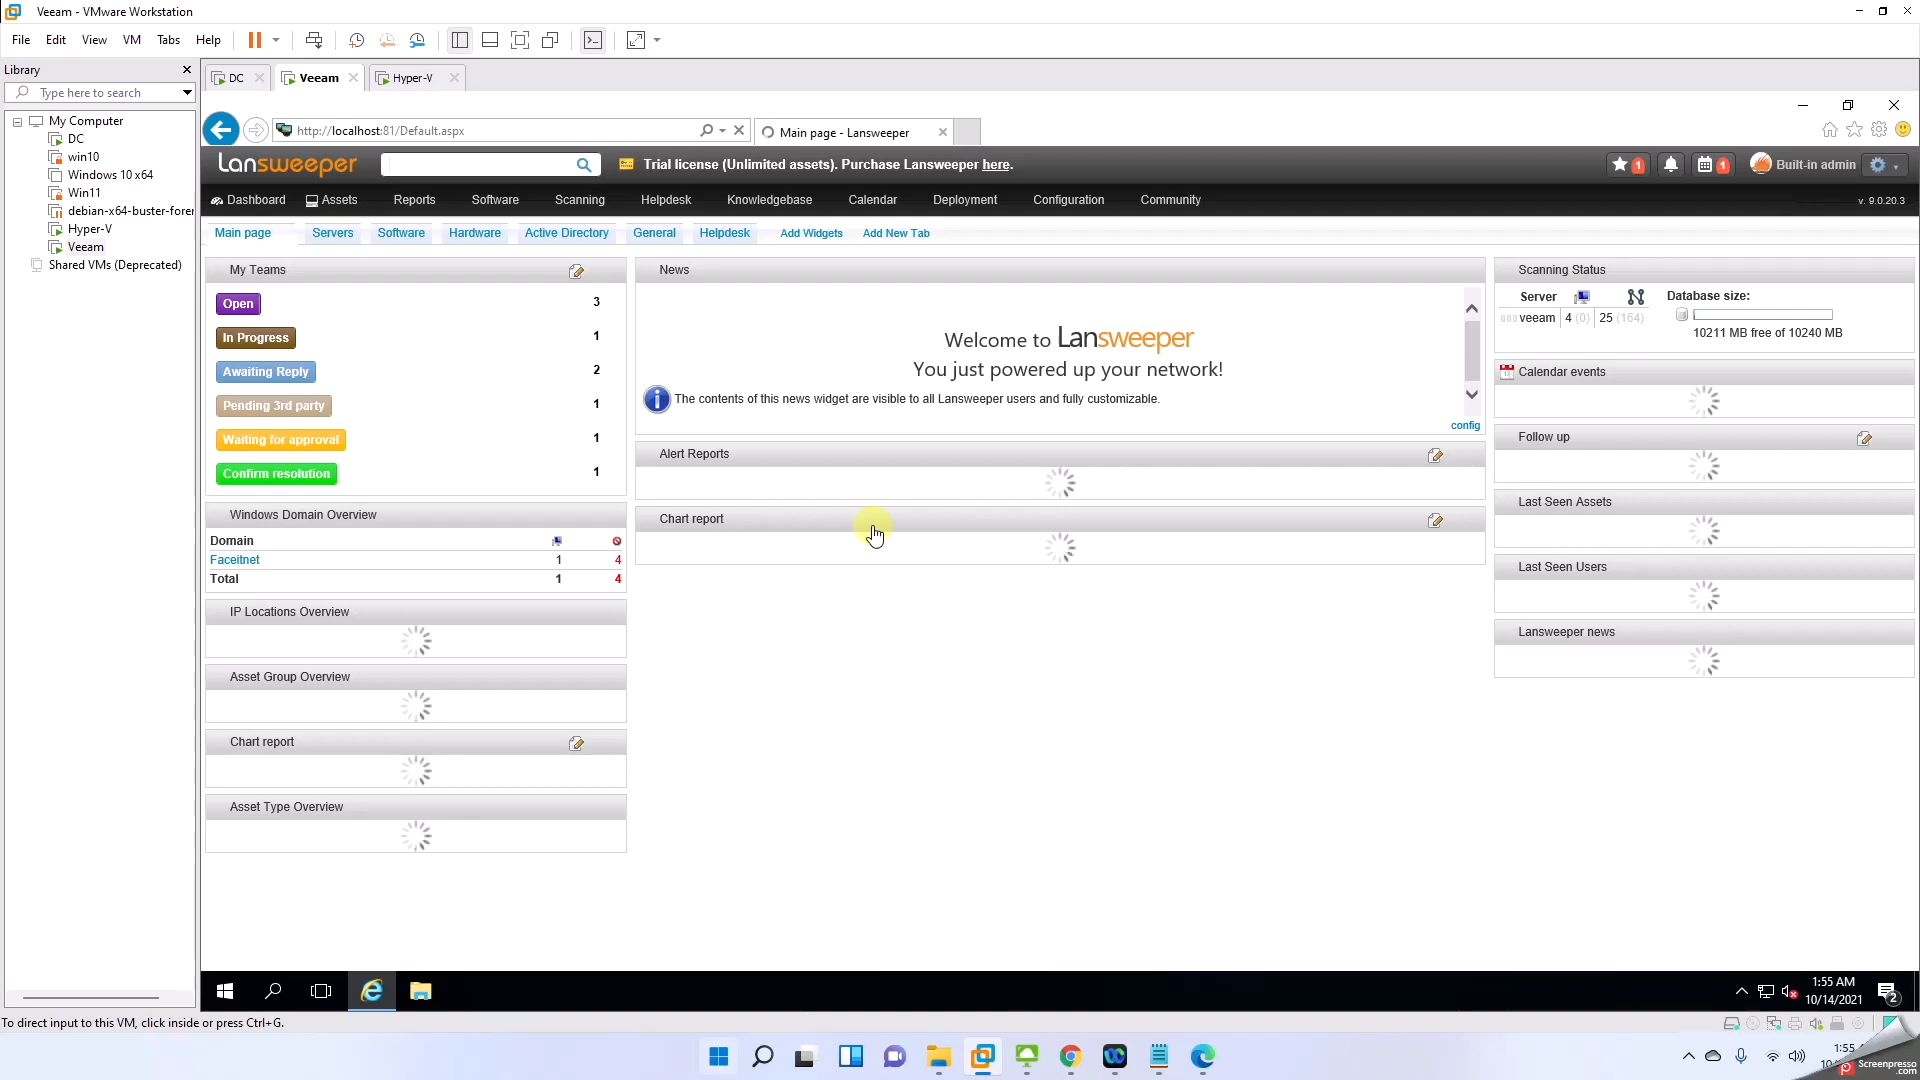 Veeam - VMware Workstation
File Edit View VM Tabs Help
Library
Type here to search
My Computer
DC
win10
Windows 10 x64
Win11
debian-x64-buster-forer
Hyper-V
Veeam
Shared VMs (Deprecated)
DC
Veeam
Hyper-V
http://localhost:81/Default.aspx
Main page - Lansweeper
Lansweeper
Trial license (Unlimited assets). Purchase Lansweeper here.
1
1
Built-in admin
Dashboard Assets Reports Software Scanning Helpdesk Knowledgebase Calendar Deployment Configuration Community
v. 9.0.20.3
Main page Servers Software Hardware Active Directory General Helpdesk Add Widgets Add New Tab
My Teams
Open 3
In Progress 1
Awaiting Reply 2
Pending 3rd party 1
Waiting for approval 1
Confirm resolution 1
Windows Domain Overview
Domain
Faceitnet 1 4
Total 1 4
IP Locations Overview
Asset Group Overview
Chart report
Asset Type Overview
News
Welcome to Lansweeper
You just powered up your network!
The contents of this news widget are visible to all Lansweeper users and fully customizable.
config
Alert Reports
Chart report
Scanning Status
Server
veeam 4 (0) 25 (164)
Database size:
10211 MB free of 10240 MB
Calendar events
Follow up
Last Seen Assets
Last Seen Users
Lansweeper news
1:55 AM
10/14/2021
2
To direct input to this VM, click inside or press Ctrl+G.
1:55
Screenpresso
.com